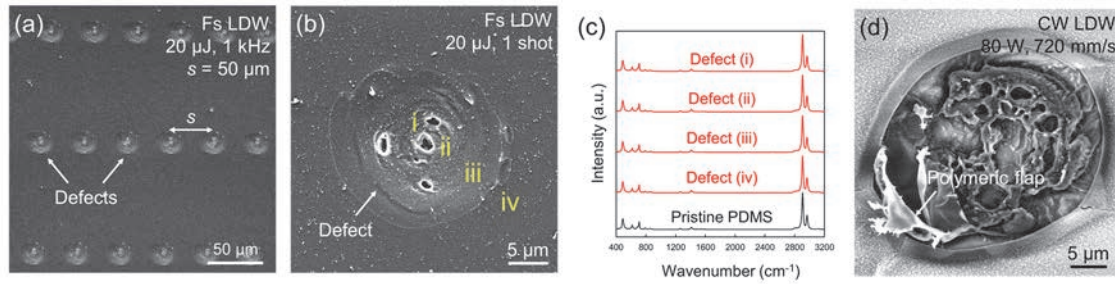 (a)
Fs LDW
20 µJ, 1 kHz
s = 50 µm
s
Defects
50 µm
(b)
Fs LDW
20 µJ, 1 shot
i
ii
iii
iv
Defect
5 µm
(c)
Intensity (a.u.)
Defect (i)
Defect (ii)
Defect (iii)
Defect (iv)
Pristine PDMS
400 800 1200 1600 2000 2400 2800 3200
Wavenumber (cm⁻¹)
(d)
CW LDW
80 W, 720 mm/s
Polymeric flap
5 µm